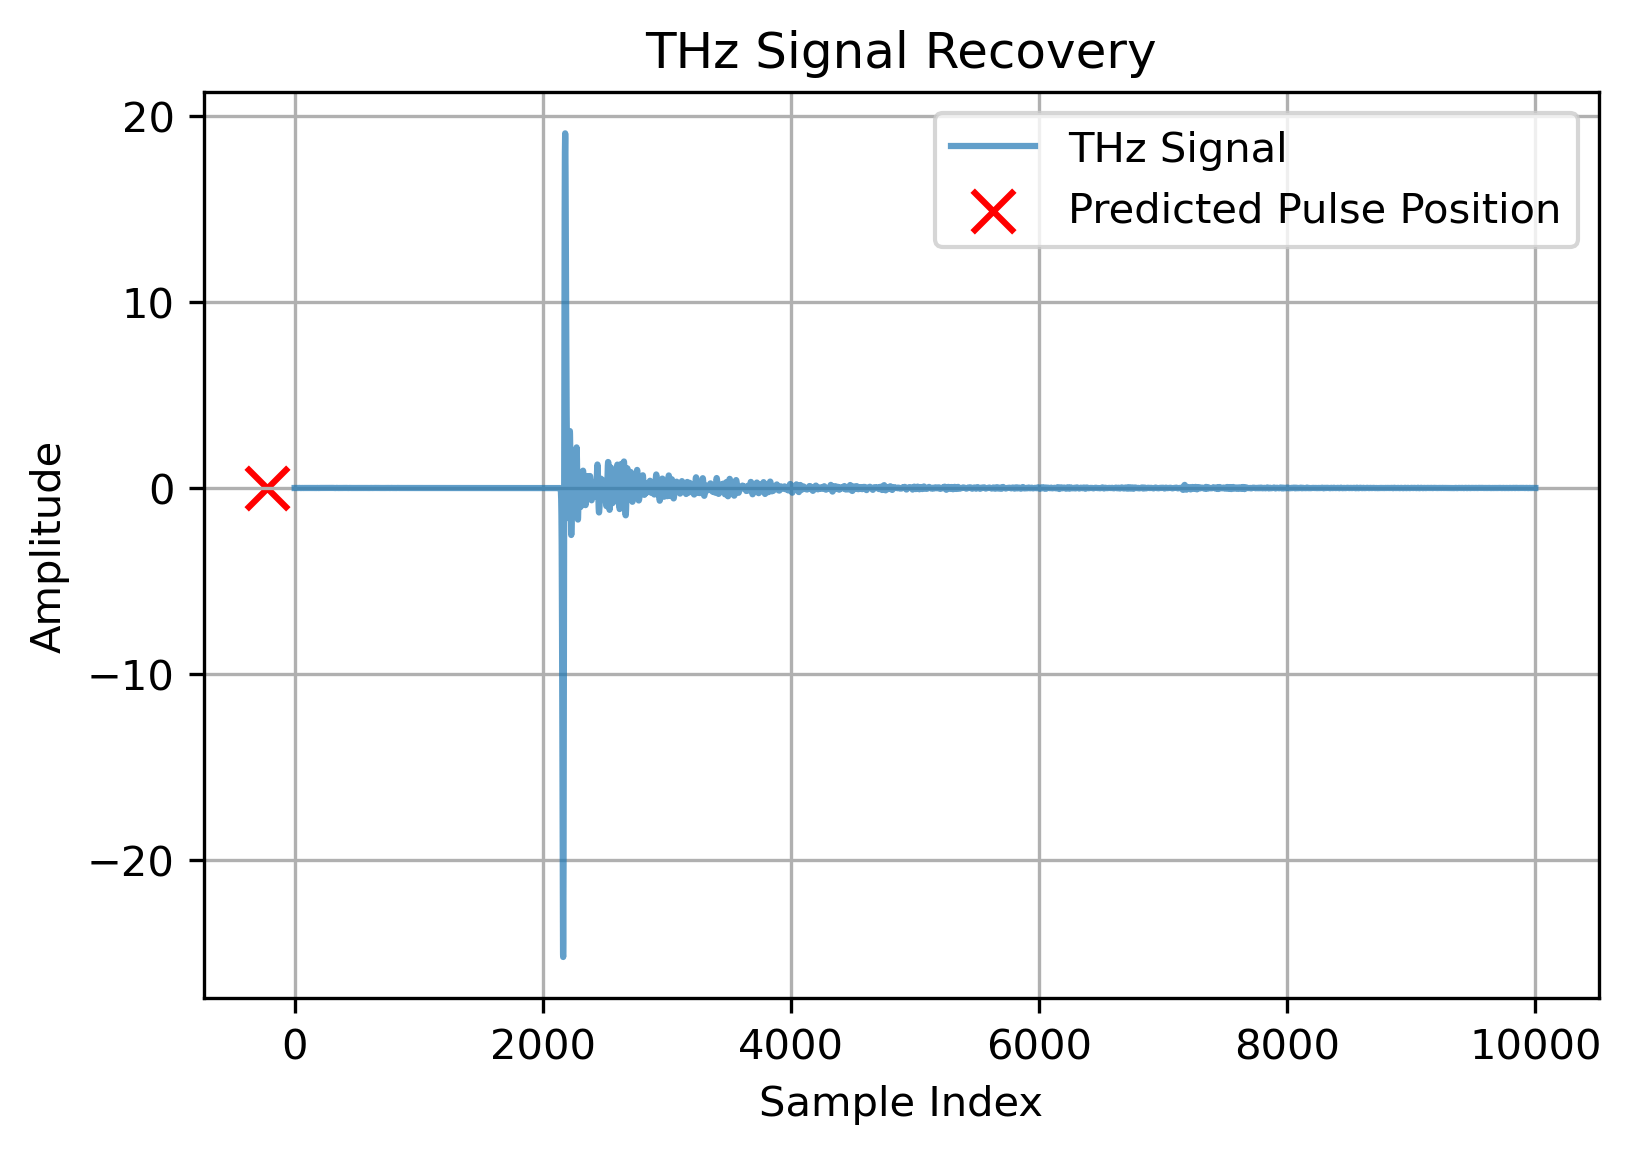 THz Signal Recovery
THz Signal
Predicted Pulse Position
20
10
0
−10
−20
Amplitude
0 2000 4000 6000 8000 10000
Sample Index